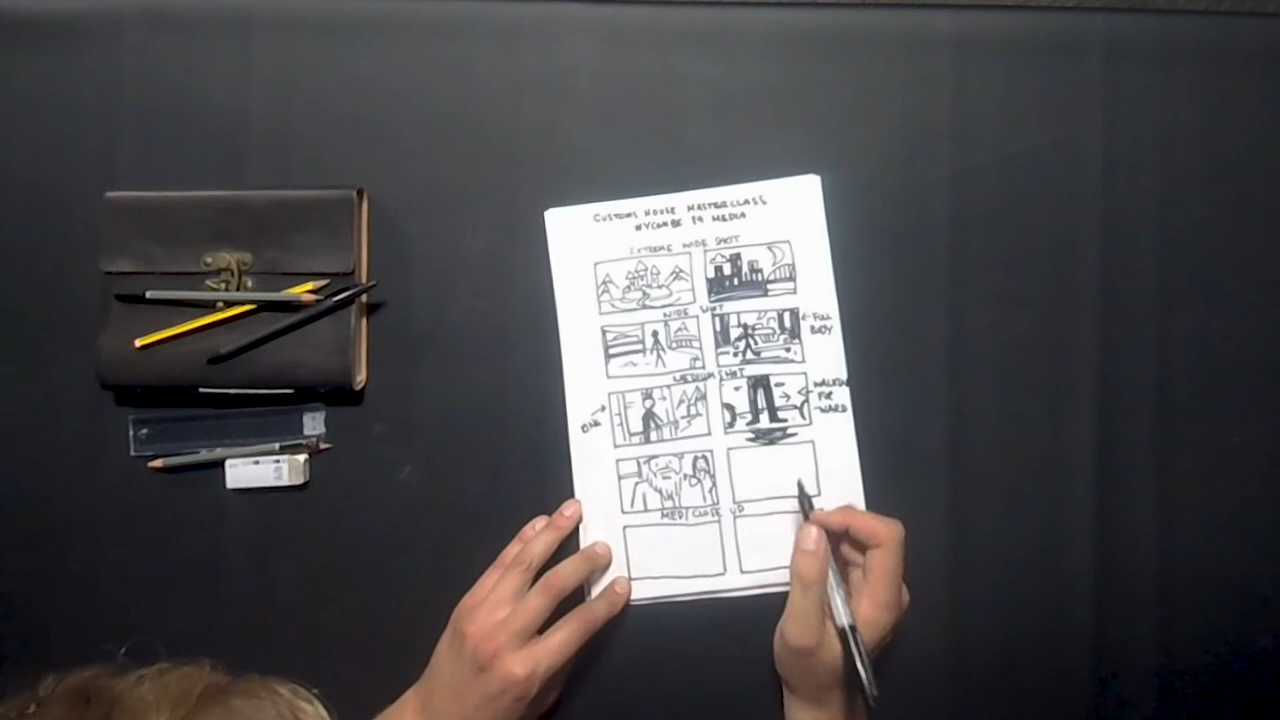 CUSTOMS HOUSE MASTERCLASS
WYCOMBE 89 MEDIA
EXTREME WIDE SHOT
WIDE SHOT
← FULL
BODY
MEDIUM SHOT
WALKING
FOR
-WARD
MED/CLOSE UP